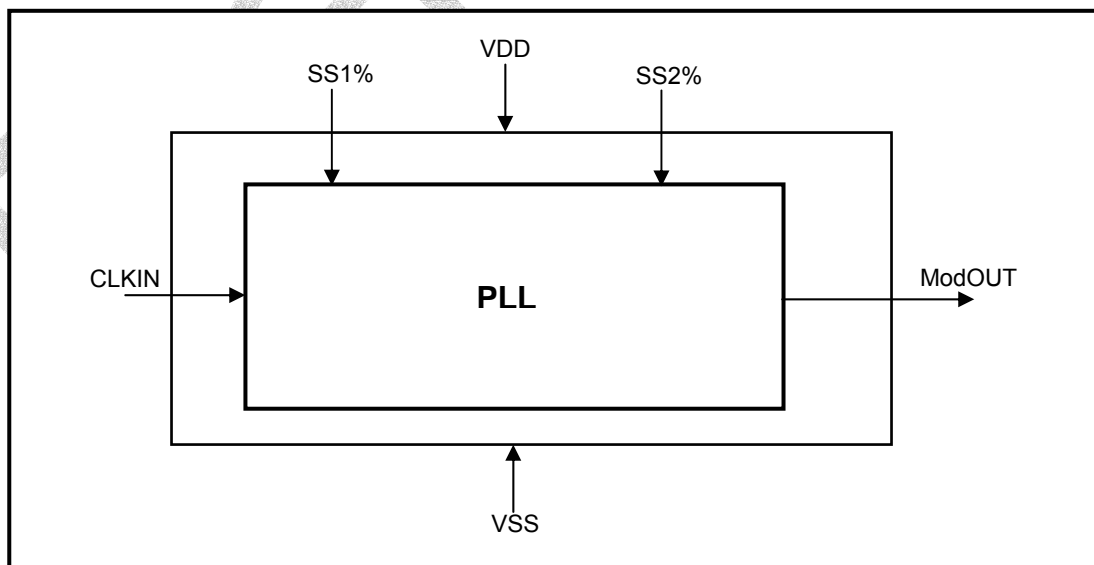 VDD
SS1%
SS2%
CLKIN
PLL
ModOUT
VSS